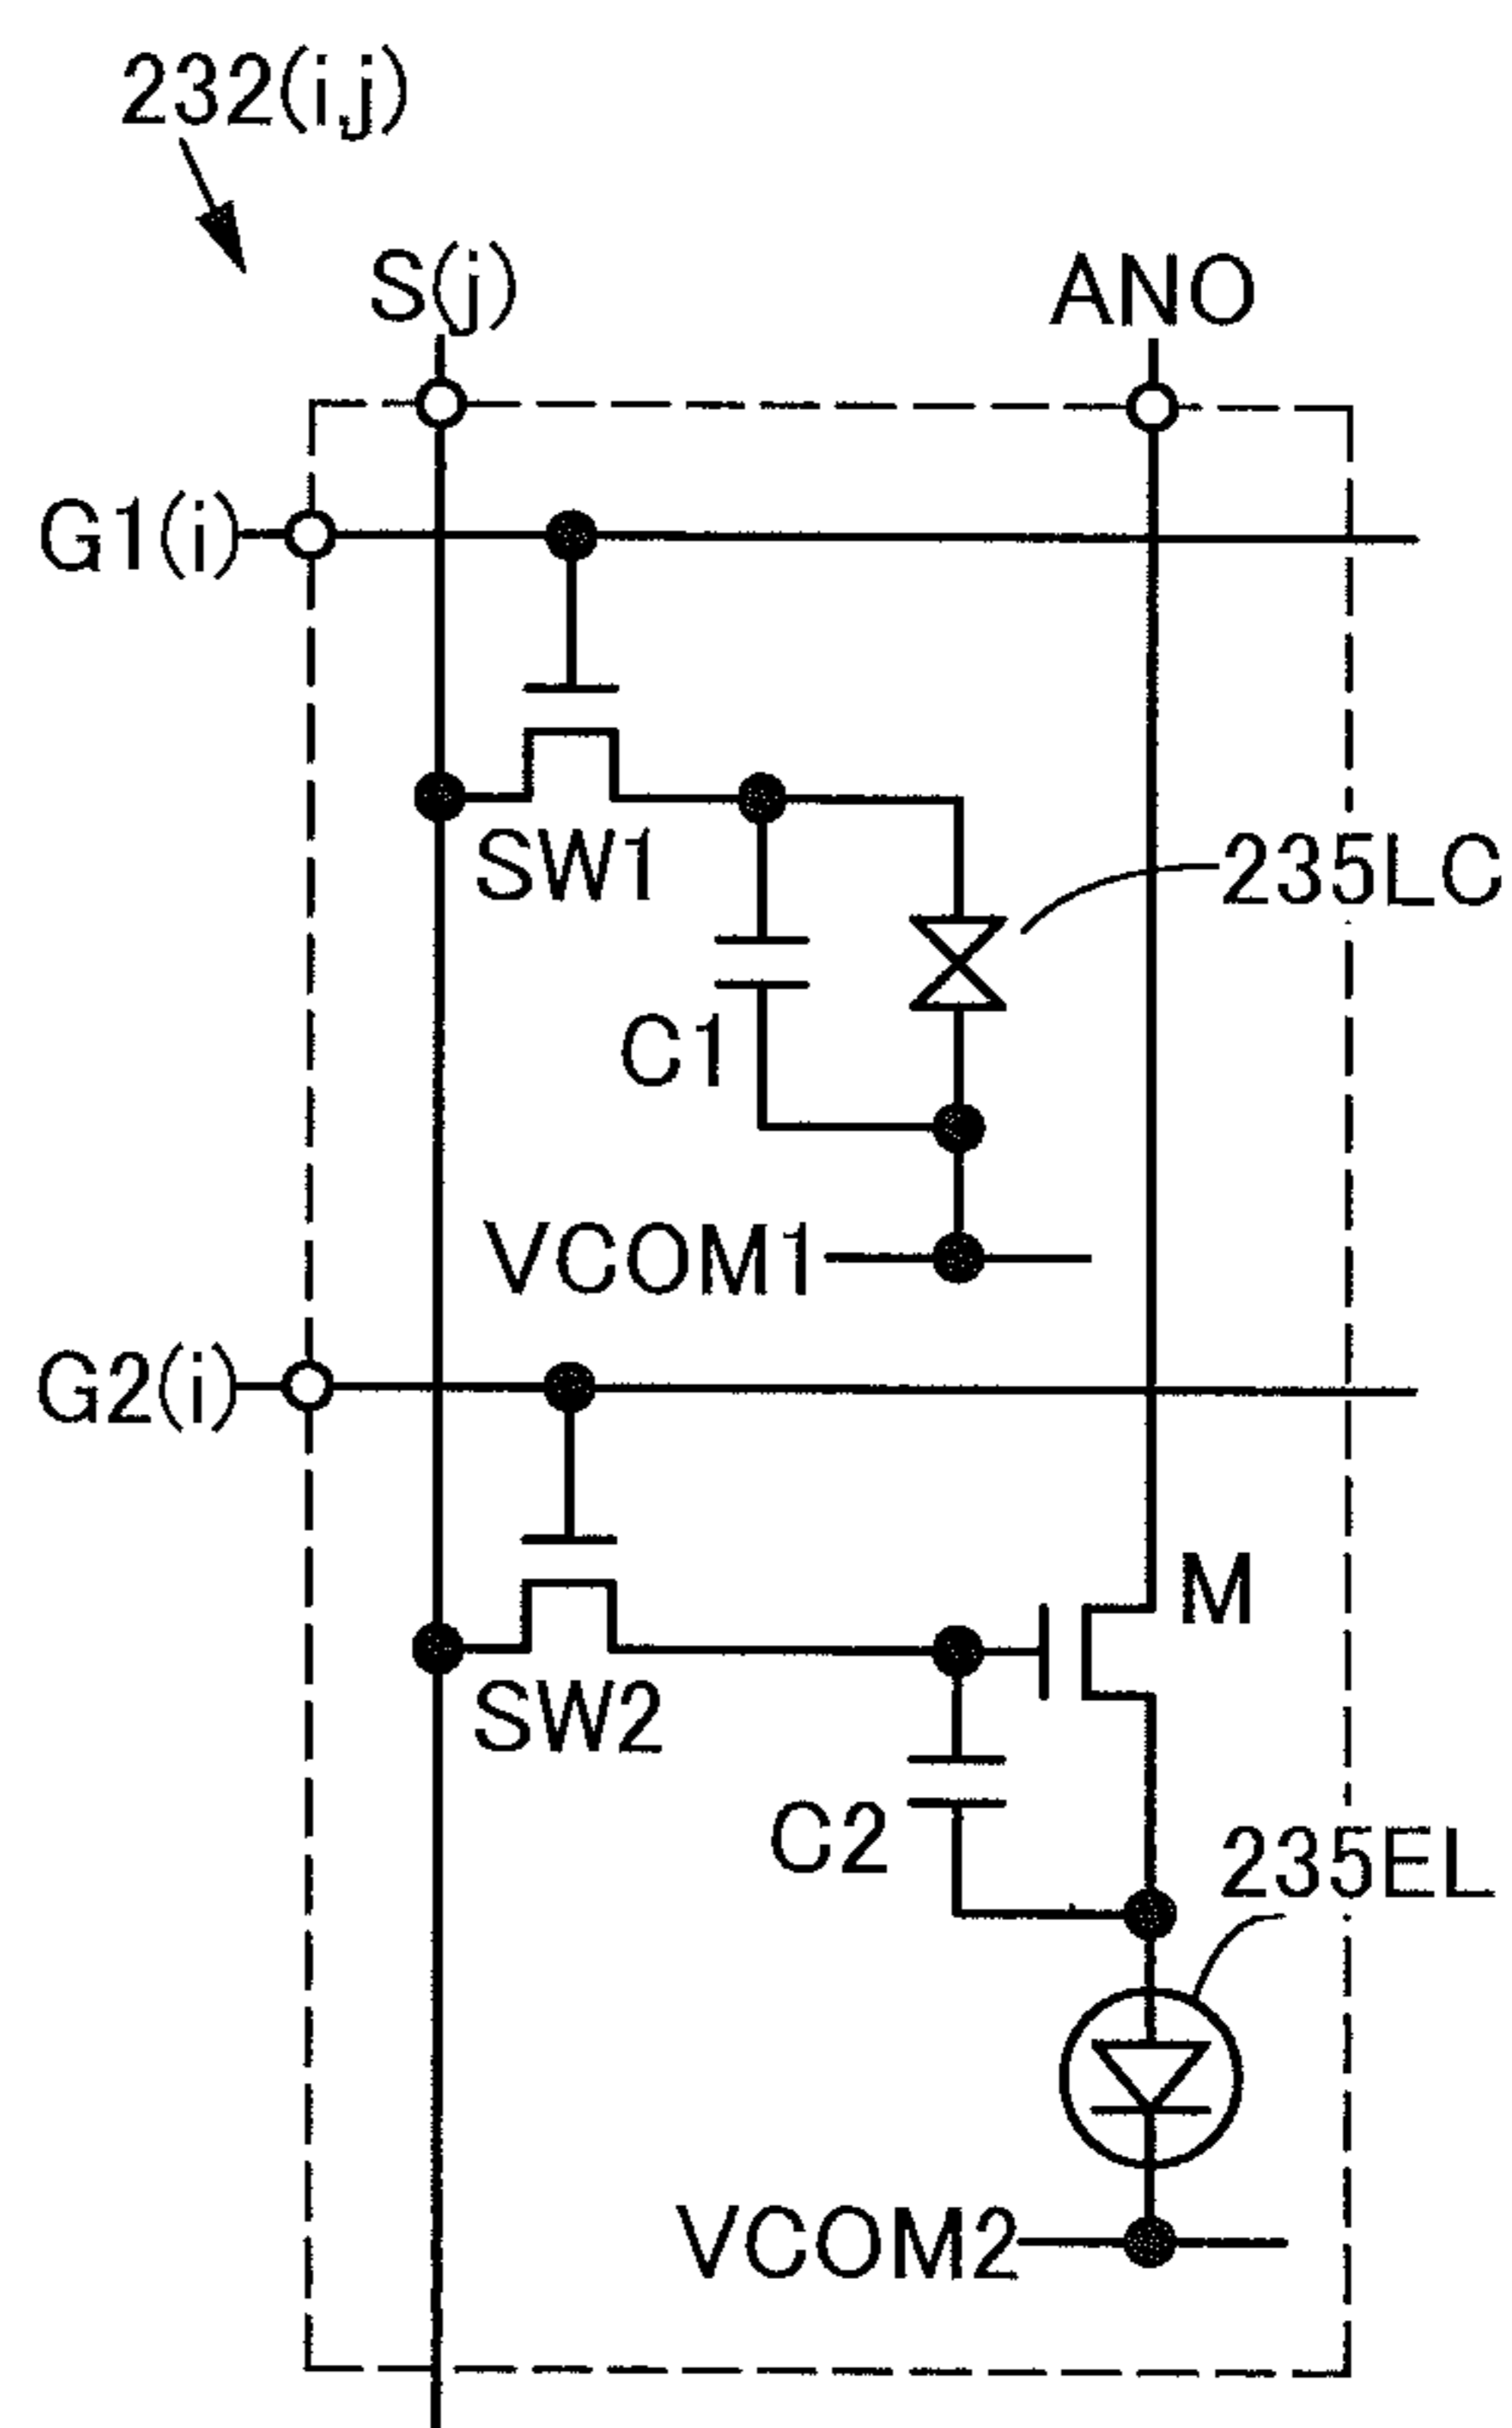 232(i,j)
S(j)
ANO
G1(i)
SW1
235LC
C1
VCOM1
G2(i)
M
SW2
C2
235EL
VCOM2